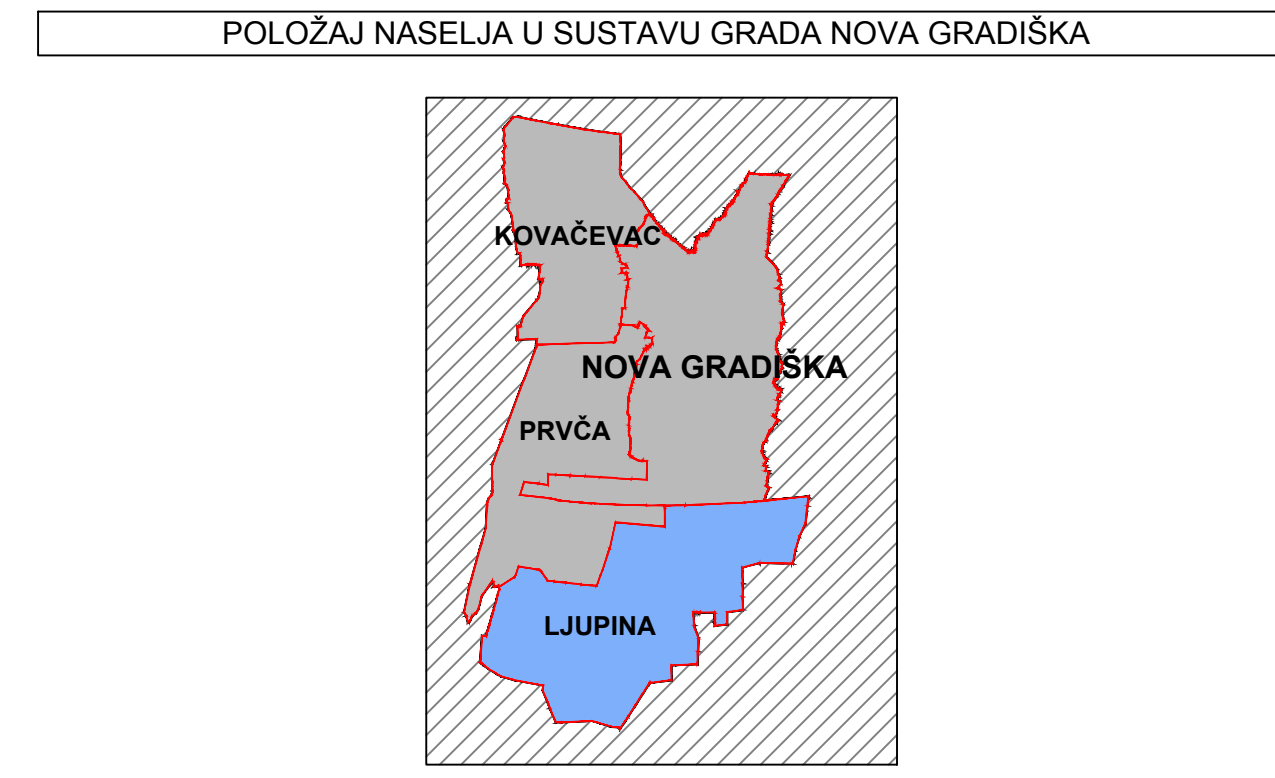 POLOŽAJ NASELJA U SUSTAVU GRADA NOVA GRADIŠKA
KOVAČEVAC
NOVA GRADIŠKA
PRVČA
LJUPINA